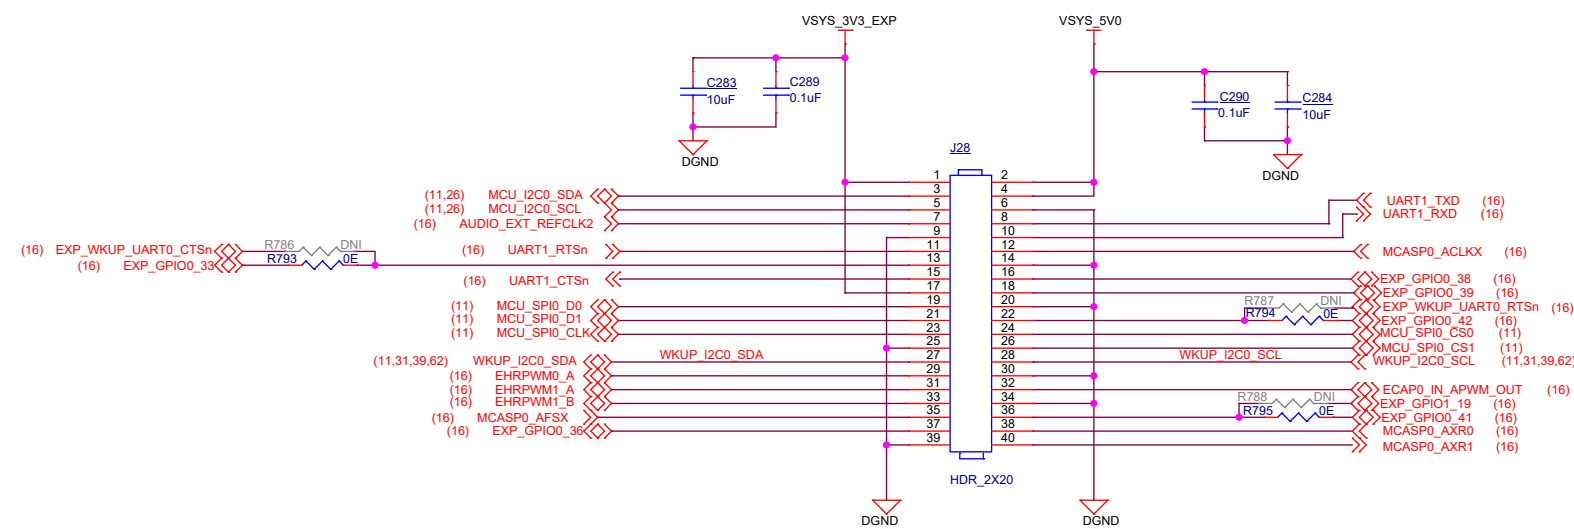 VSYS_3V3_EXP VSYS_5V0
C283 10uF
C289 0.1uF
C290 0.1uF
C284 10uF
DGND
DGND
J28
1 2
(11,26) MCU_I2C0_SDA 3 4
(11,26) MCU_I2C0_SCL 5 6
(16) AUDIO_EXT_REFCLK2 7 8 UART1_TXD (16)
9 10 UART1_RXD (16)
(16) EXP_WKUP_UART0_CTSn R786 DNI
(16) UART1_RTSn 11 12 MCASP0_ACLKX (16)
(16) EXP_GPIO0_33 R793 0E 13 14
(16) UART1_CTSn 15 16 EXP_GPIO0_38 (16)
17 18 EXP_GPIO0_39 (16)
(11) MCU_SPI0_D0 19 20 R787 DNI EXP_WKUP_UART0_RTSn (16)
(11) MCU_SPI0_D1 21 22 R794 0E EXP_GPIO0_42 (16)
(11) MCU_SPI0_CLK 23 24 MCU_SPI0_CS0 (11)
25 26 MCU_SPI0_CS1 (11)
(11,31,39,62) WKUP_I2C0_SDA WKUP_I2C0_SDA 27 28 WKUP_I2C0_SCL WKUP_I2C0_SCL (11,31,39,62)
(16) EHRPWM0_A 29 30
(16) EHRPWM1_A 31 32 ECAP0_IN_APWM_OUT (16)
(16) EHRPWM1_B 33 34 R788 DNI EXP_GPIO1_19 (16)
(16) MCASP0_AFSX 35 36 R795 0E EXP_GPIO0_41 (16)
(16) EXP_GPIO0_36 37 38 MCASP0_AXR0 (16)
39 40 MCASP0_AXR1 (16)
HDR_2X20
DGND DGND